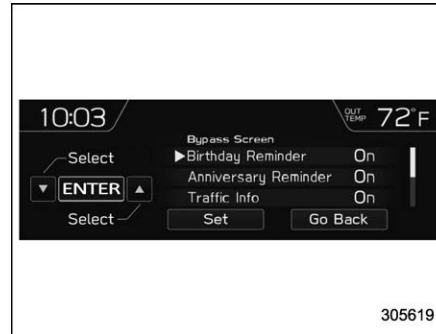 10:03
OUT TEMP 72°F
Bypass Screen
Select
▶Birthday Reminder On
▼ ENTER ▲
Anniversary Reminder On
Traffic Info On
Select
Set Go Back
305619